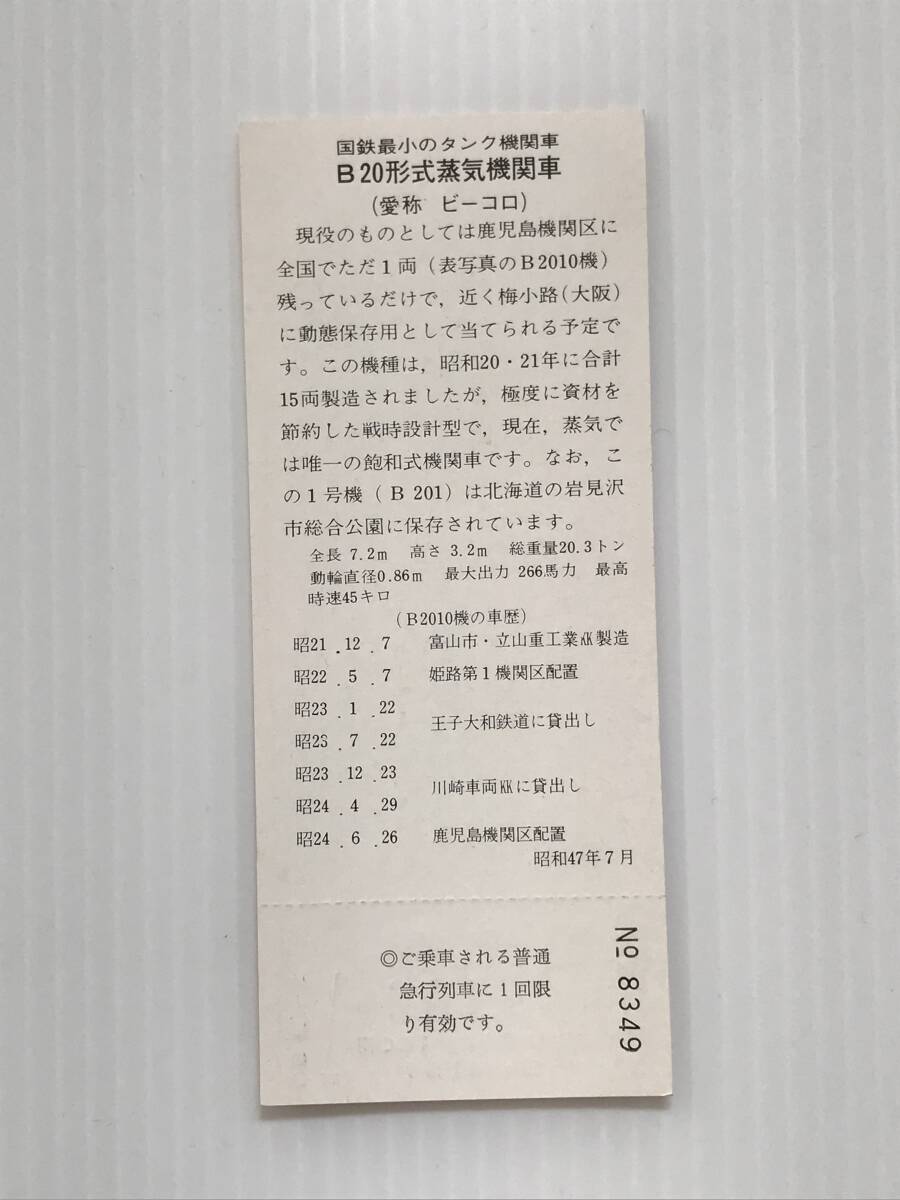 国鉄最小のタンク機関車
B20形式蒸気機関車
(愛称 ビーコロ)
現役のものとしては鹿児島機関区に
全国でただ1両(表写真のB2010機)
残っているだけで，近く梅小路(大阪)
に動態保存用として当てられる予定で
す。この機種は，昭和20・21年に合計
15両製造されましたが，極度に資材を
節約した戦時設計型で，現在，蒸気で
は唯一の飽和式機関車です。なお，こ
の1号機(B 201)は北海道の岩見沢
市総合公園に保存されています。
全長 7.2m 高さ 3.2m 総重量20.3トン
動輪直径0.86m 最大出力 266馬力 最高
時速45キロ
(B2010機の車歴)
昭21.12.7 富山市・立山重工業㏍製造
昭22.5.7 姫路第1機関区配置
昭23.1.22
王子大和鉄道に貸出し
昭23.7.22
昭23.12.23
川崎車両㏍に貸出し
昭24.4.29
昭24.6.26 鹿児島機関区配置
昭和47年7月
◎ご乗車される普通
急行列車に1回限
り有効です。
№ 8349